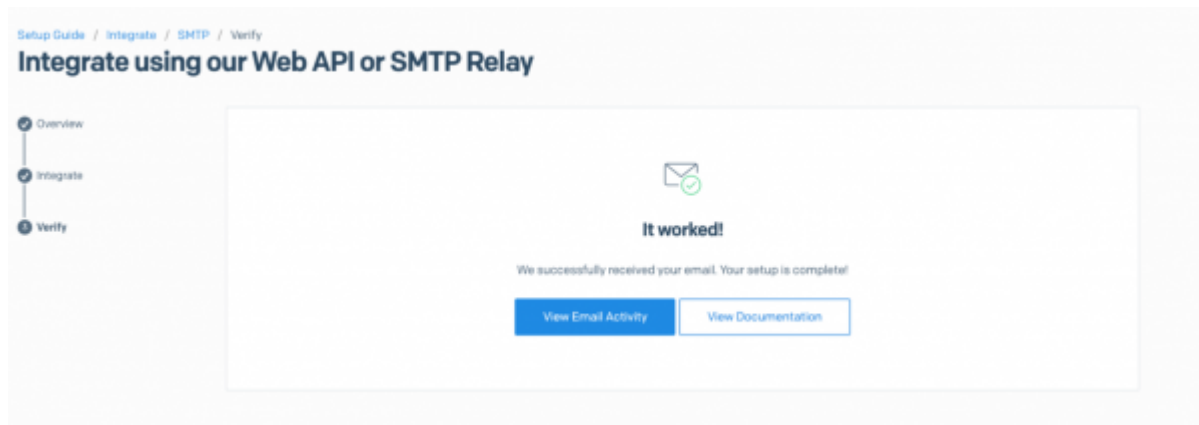 Setup Guide / Integrate / SMTP / Verify
Integrate using our Web API or SMTP Relay
Overview
Integrate
3 Verify
It worked!
We successfully received your email. Your setup is complete!
View Email Activity
View Documentation